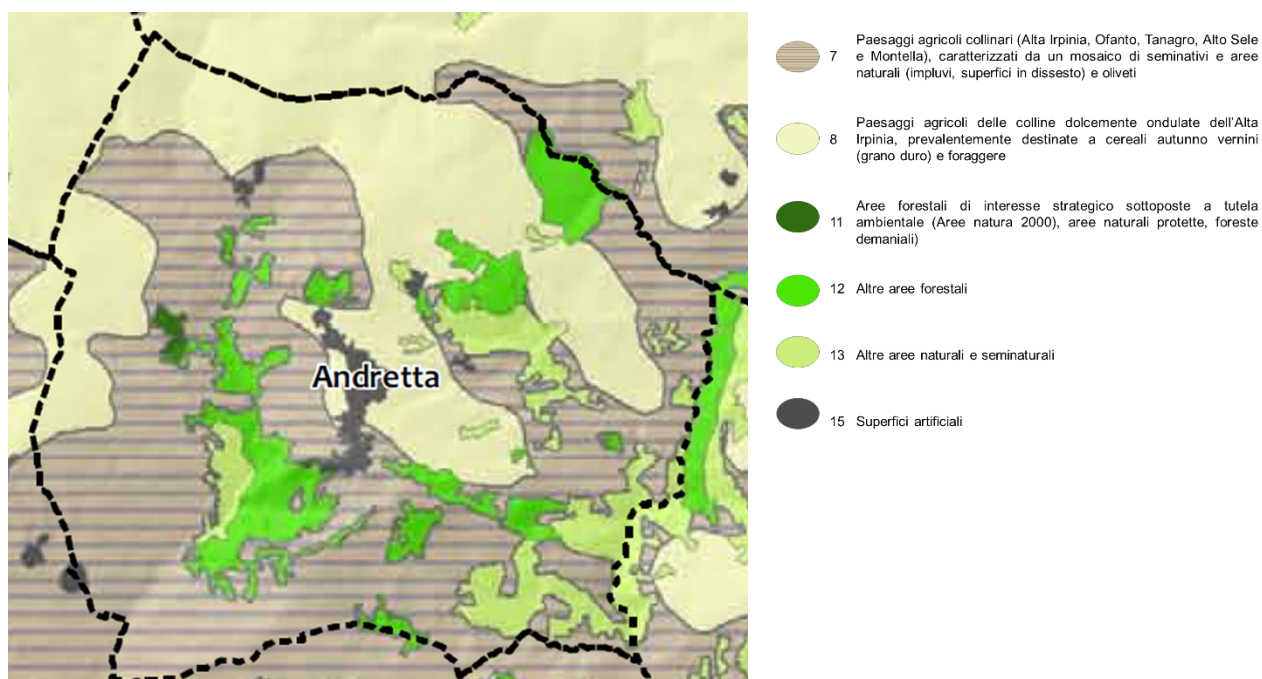 Andretta
7 Paesaggi agricoli collinari (Alta Irpinia, Ofanto, Tanagro, Alto Sele
e Montella), caratterizzati da un mosaico di seminativi e aree
naturali (impluvi, superfici in dissesto) e oliveti
8 Paesaggi agricoli delle colline dolcemente ondulate dell'Alta
Irpinia, prevalentemente destinate a cereali autunno vernini
(grano duro) e foraggere
11 Aree forestali di interesse strategico sottoposte a tutela
ambientale (Aree natura 2000), aree naturali protette, foreste
demaniali)
12 Altre aree forestali
13 Altre aree naturali e seminaturali
15 Superfici artificiali